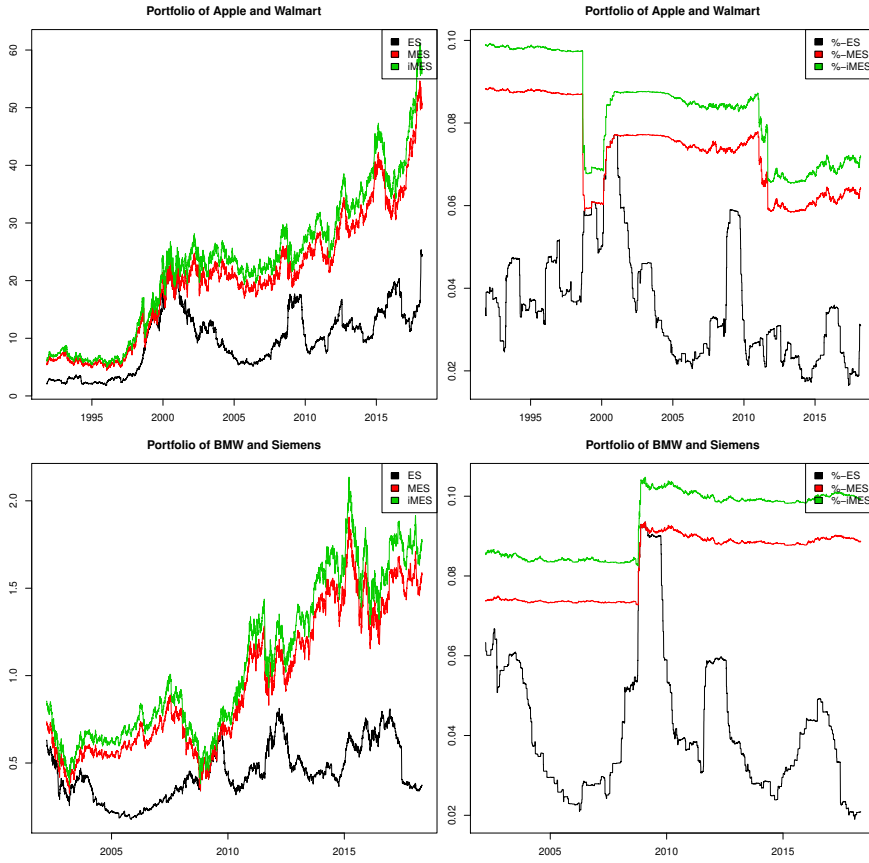 Portfolio of Apple and Walmart
ES
MES
iMES
60
50
40
30
20
10
0
1995 2000 2005 2010 2015
Portfolio of Apple and Walmart
%-ES
%-MES
%-iMES
0.10
0.08
0.06
0.04
0.02
1995 2000 2005 2010 2015
Portfolio of BMW and Siemens
ES
MES
iMES
2.0
1.5
1.0
0.5
2005 2010 2015
Portfolio of BMW and Siemens
%-ES
%-MES
%-iMES
0.10
0.08
0.06
0.04
0.02
2005 2010 2015